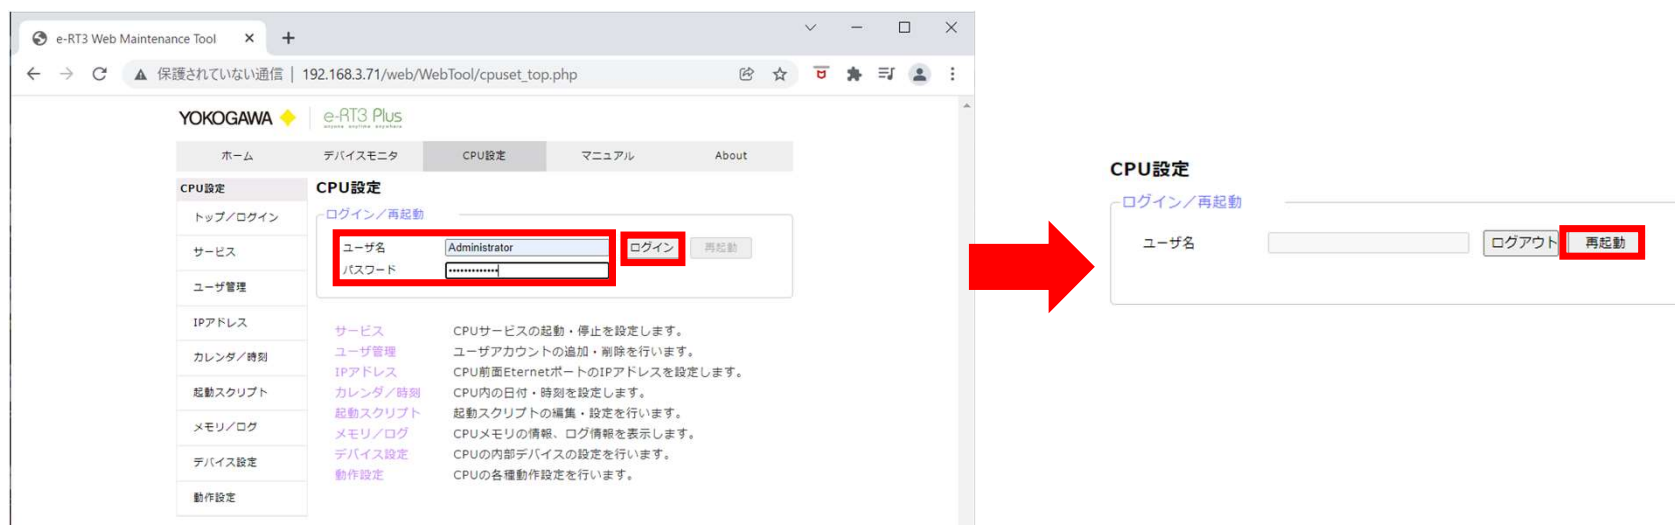 e-RT3 Web Maintenance Tool
保護されていない通信 | 192.168.3.71/web/WebTool/cpuset_top.php
YOKOGAWA e-RT3 Plus
ホーム デバイスモニタ CPU設定 マニュアル About
CPU設定
トップ/ログイン
サービス
ユーザ管理
IPアドレス
カレンダ/時刻
起動スクリプト
メモリ/ログ
デバイス設定
動作設定
CPU設定
ログイン/再起動
ユーザ名 Administrator ログイン 再起動
パスワード •••••••••••••
サービス CPUサービスの起動・停止を設定します。
ユーザ管理 ユーザアカウントの追加・削除を行います。
IPアドレス CPU前面EternetポートのIPアドレスを設定します。
カレンダ/時刻 CPU内の日付・時刻を設定します。
起動スクリプト 起動スクリプトの編集・設定を行います。
メモリ/ログ CPUメモリの情報、ログ情報を表示します。
デバイス設定 CPUの内部デバイスの設定を行います。
動作設定 CPUの各種動作設定を行います。
CPU設定
ログイン/再起動
ユーザ名 ログアウト 再起動